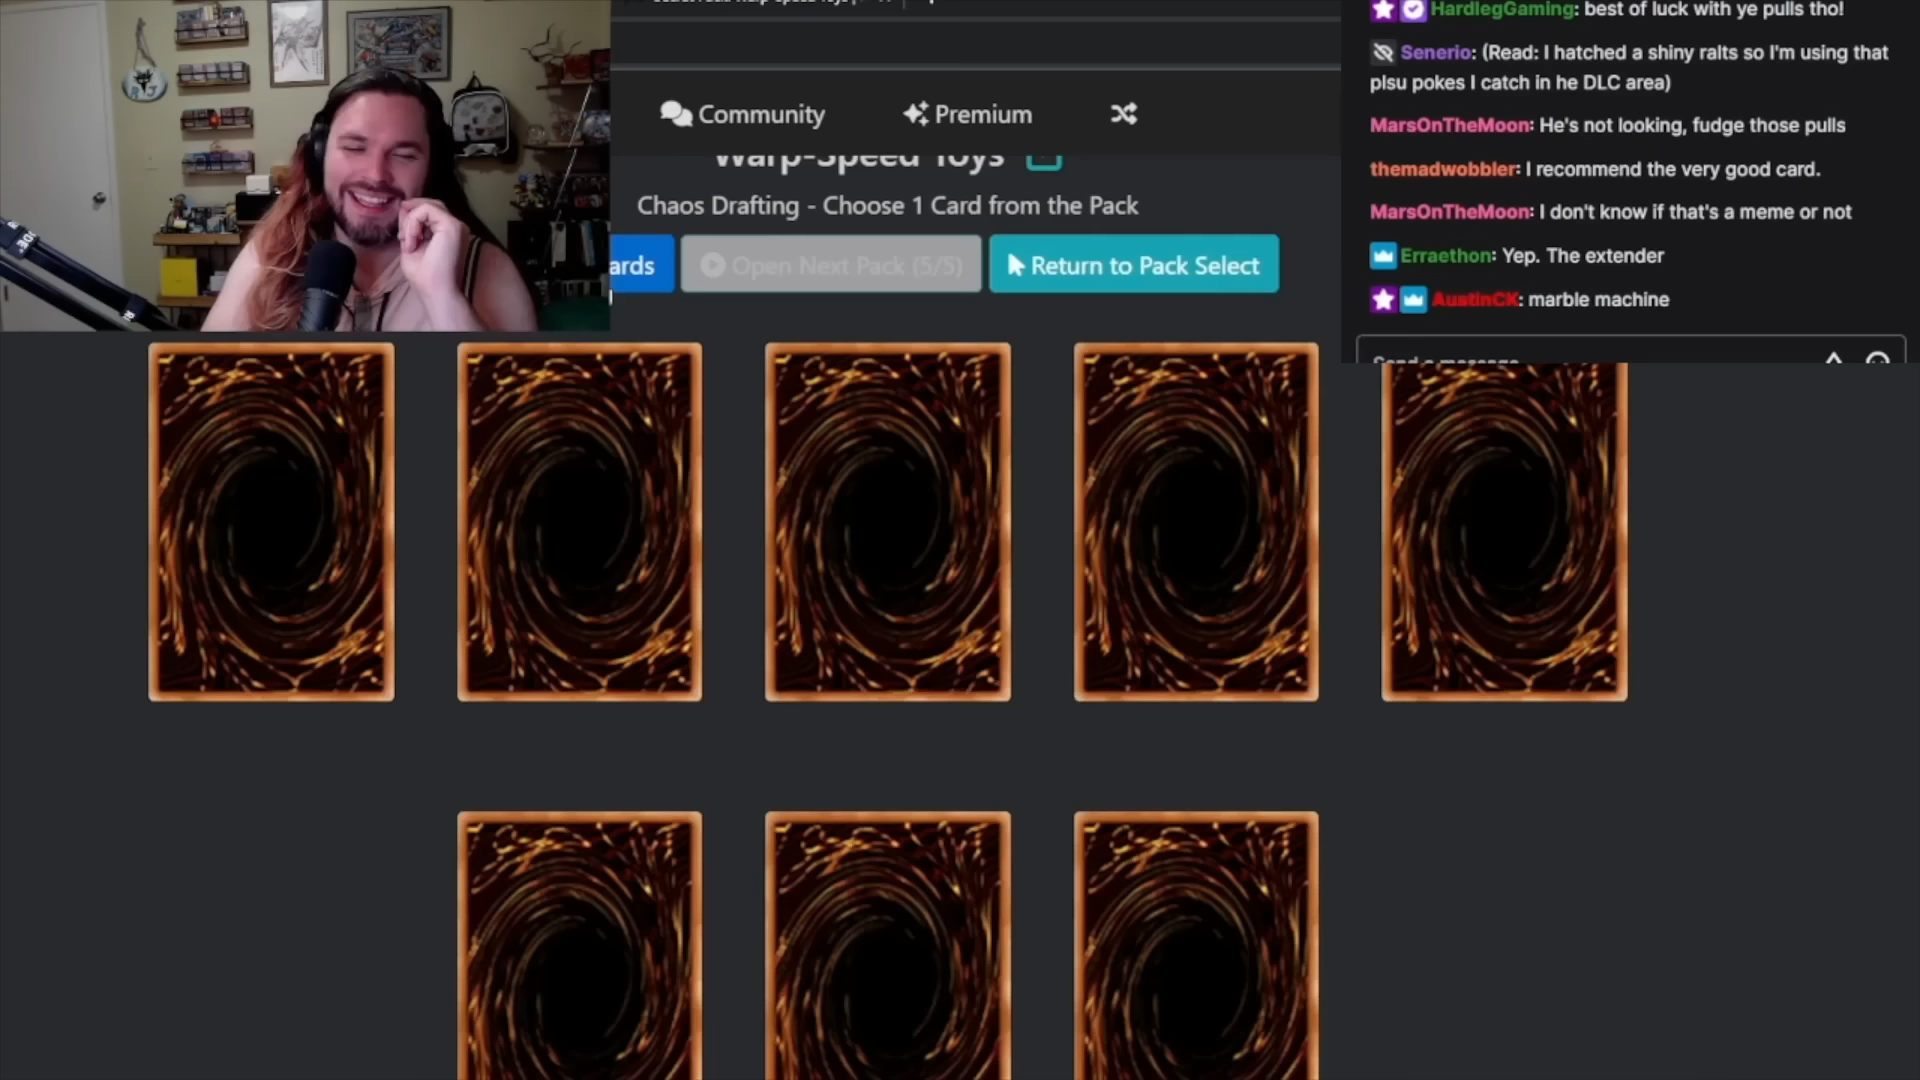 Community
Premium
Warp-Speed Toys
Chaos Drafting - Choose 1 Card from the Pack
ards
Open Next Pack (5/5)
Return to Pack Select
HardlegGaming: best of luck with ye pulls tho!
Senerio: (Read: I hatched a shiny ralts so I'm using that
plsu pokes I catch in he DLC area)
MarsOnTheMoon: He's not looking, fudge those pulls
themadwobbler: I recommend the very good card.
MarsOnTheMoon: I don't know if that's a meme or not
Erraethon: Yep. The extender
AustinCK: marble machine
Send a message